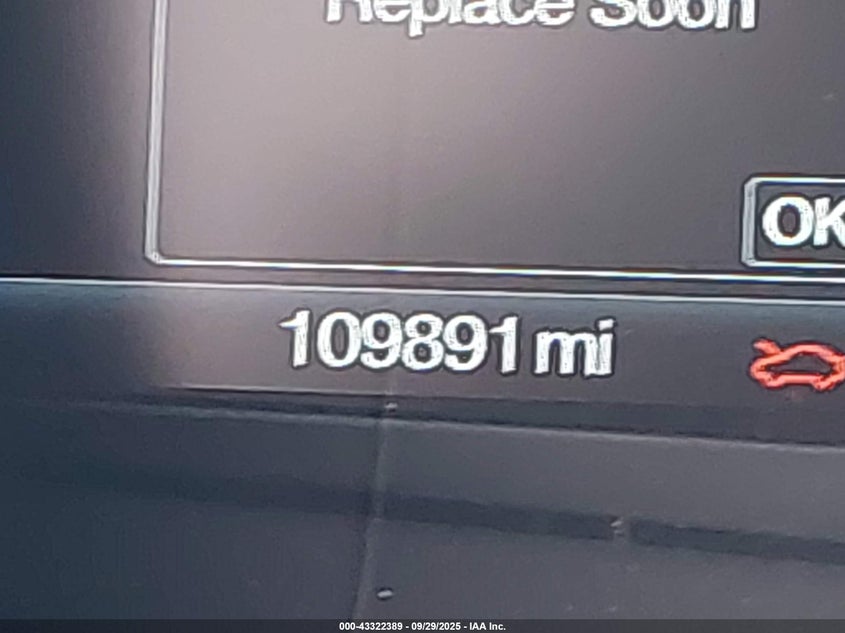 Replace Soon
OK
109891 mi
000-43322389 - 09/29/2025 - IAA Inc.